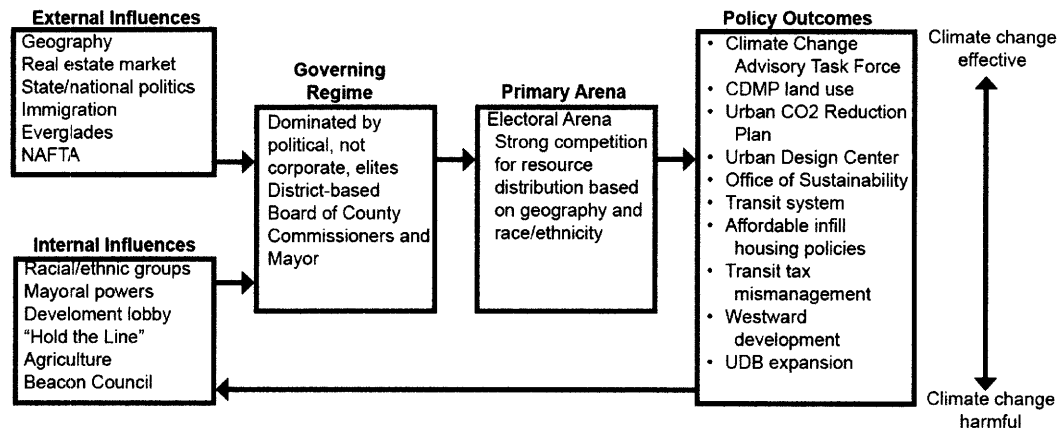 External Influences
Geography
Real estate market
State/national politics
Immigration
Everglades
NAFTA
Internal Influences
Racial/ethnic groups
Mayoral powers
Develoment lobby
“Hold the Line”
Agriculture
Beacon Council
Governing
Regime
Dominated by
political, not
corporate, elites
District-based
Board of County
Commissioners and
Mayor
Primary Arena
Electoral Arena
Strong competition
for resource
distribution based
on geography and
race/ethnicity
Policy Outcomes
• Climate Change
Advisory Task Force
• CDMP land use
• Urban CO2 Reduction
Plan
• Urban Design Center
• Office of Sustainability
• Transit system
• Affordable infill
housing policies
• Transit tax
mismanagement
• Westward
development
• UDB expansion
Climate change
effective
Climate change
harmful